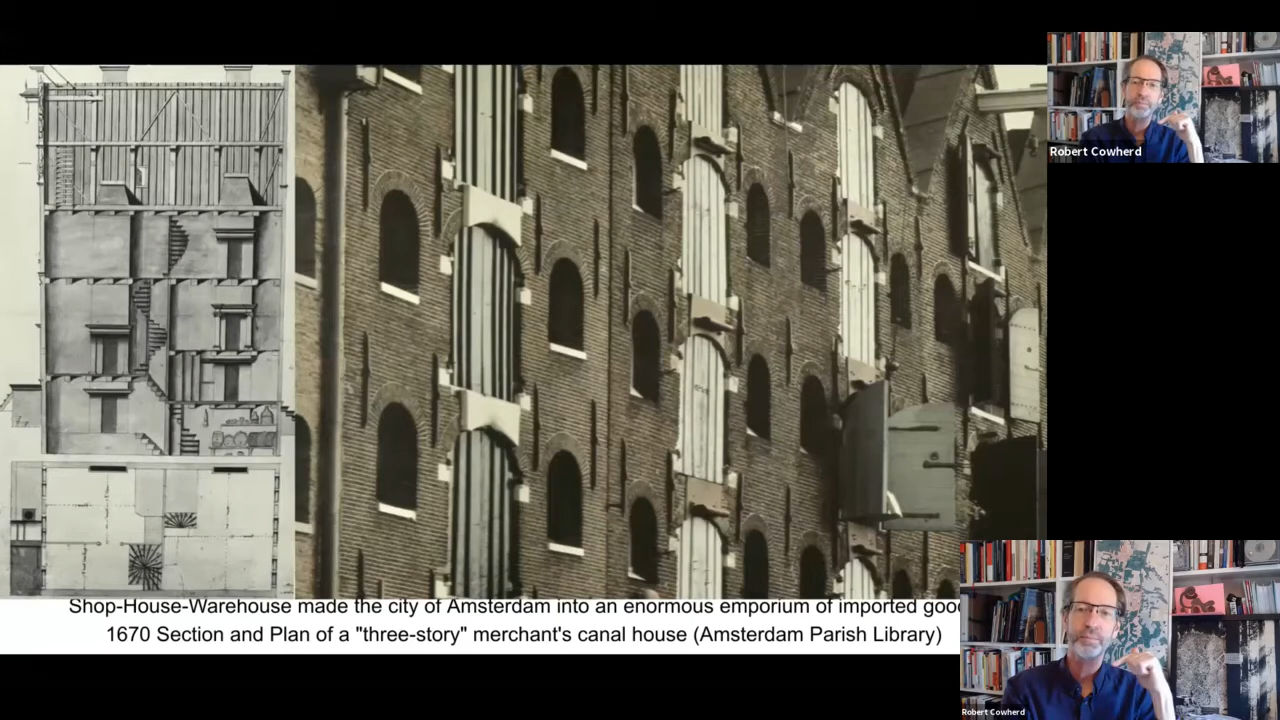 Robert Cowherd
Shop-House-Warehouse made the city of Amsterdam into an enormous emporium of imported
1670 Section and Plan of a "three-story" merchant's canal house (Amsterdam Parish Library)
Robert Cowherd